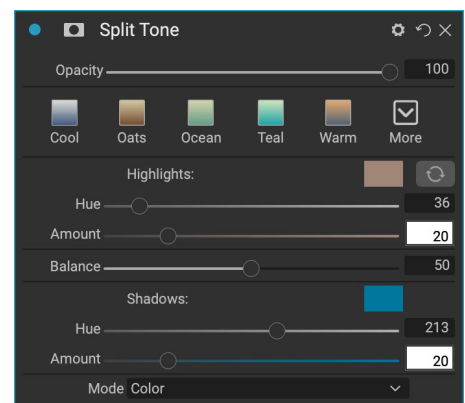 Split Tone
Opacity 100
Cool Oats Ocean Teal Warm More
Highlights:
Hue 36
Amount 20
Balance 50
Shadows:
Hue 213
Amount 20
Mode Color